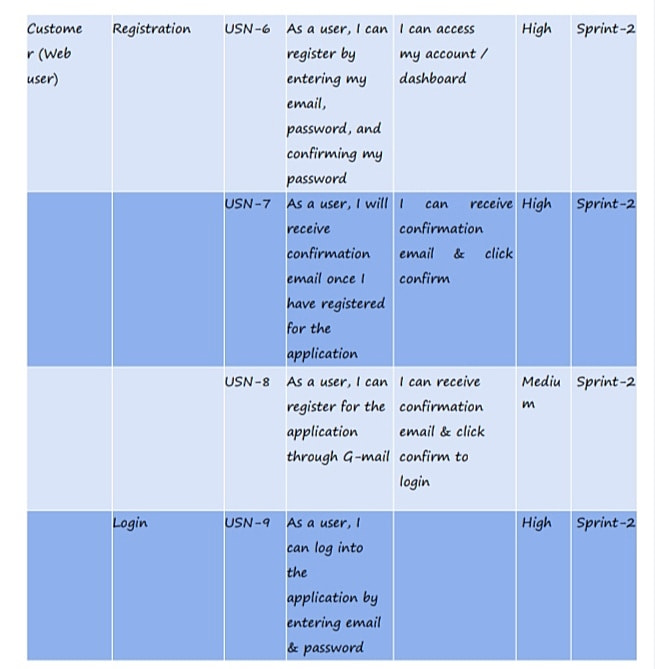 Custome
r (Web
user)
Registration
USN-6
As a user, I can
register by
entering my
email,
password, and
confirming my
password
I can access
my account /
dashboard
High
Sprint-2
USN-7
As a user, I will
receive
confirmation
email once I
have registered
for the
application
I can receive
confirmation
email & click
confirm
High
Sprint-2
USN-8
As a user, I can
register for the
application
through G-mail
I can receive
confirmation
email & click
confirm to
login
Mediu
m
Sprint-2
Login
USN-9
As a user, I
can log into
the
application by
entering email
& password
High
Sprint-2